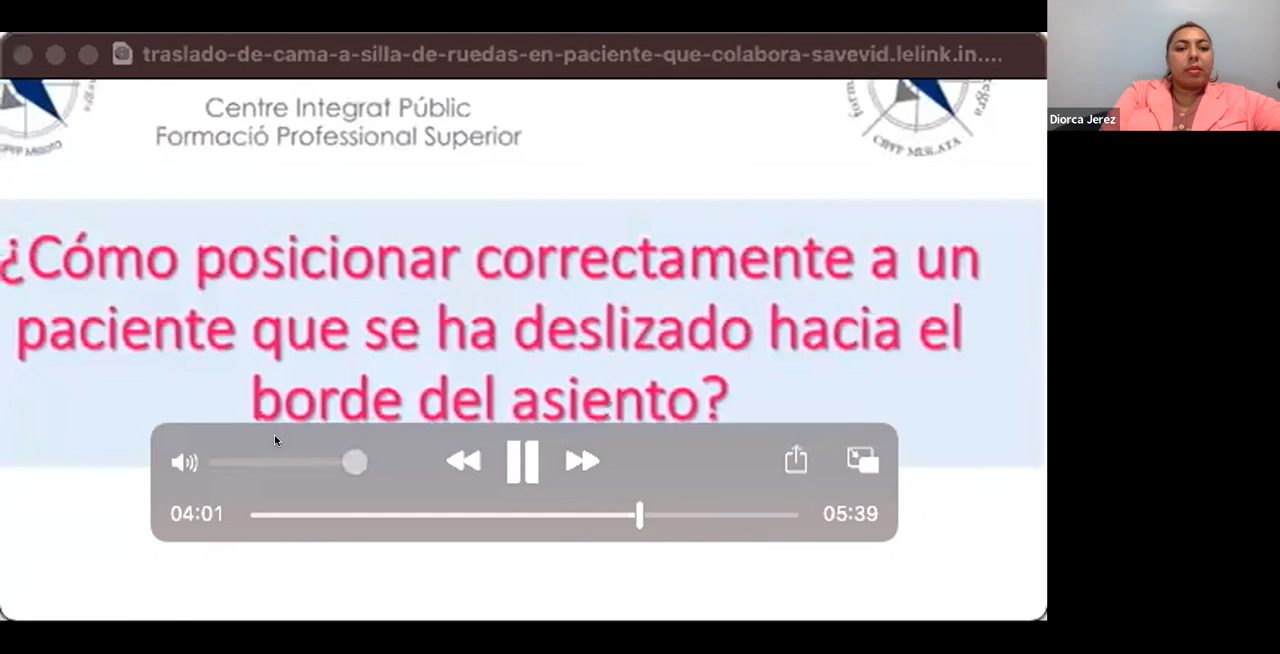 traslado-de-cama-a-silla-de-ruedas-en-paciente-que-colabora-savevid.lelink.in....
Centre Integrat Públic
Formació Professional Superior
Diorca Jerez
¿Cómo posicionar correctamente a un
paciente que se ha deslizado hacia el
borde del asiento?
04:01
05:39